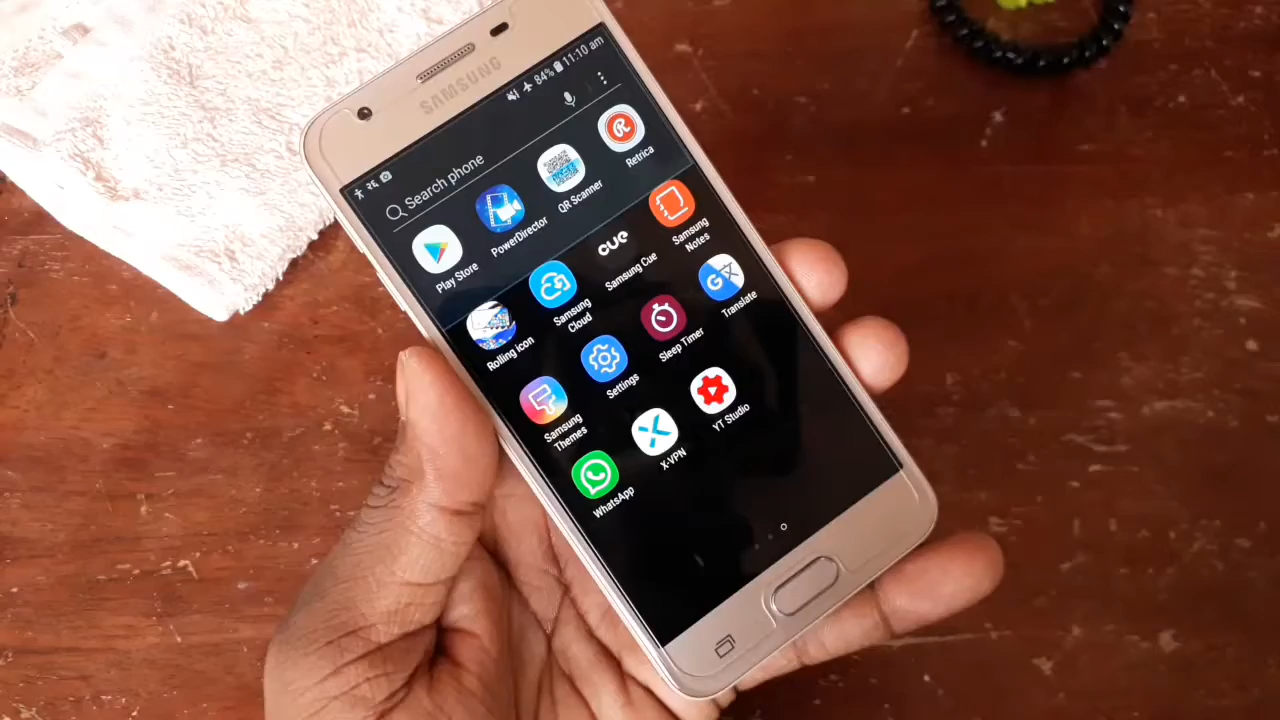 SAMSUNG
84% 11:10 am
Search phone
Play Store
PowerDirector
QR Scanner
Retrica
Rolling icon
Samsung
Cloud
cue
Samsung Cue
Samsung
Notes
Samsung
Themes
Settings
Sleep Timer
Translate
WhatsApp
X-VPN
YT Studio